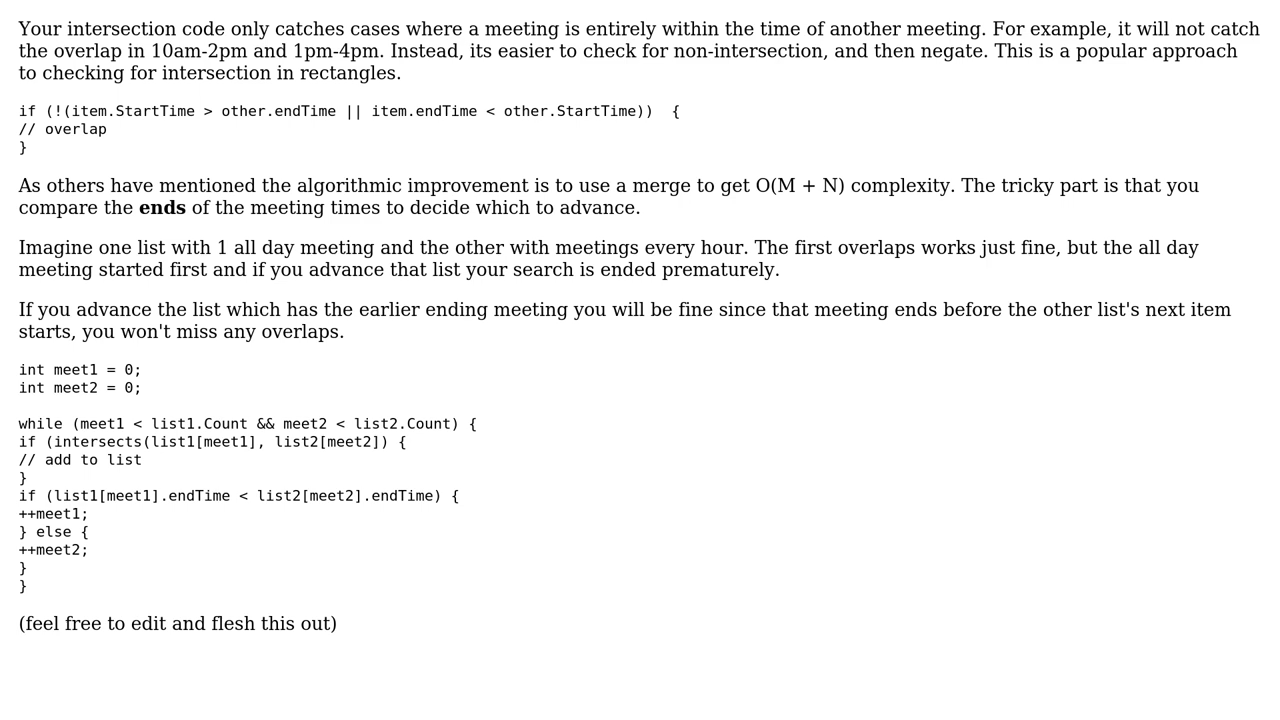 Your intersection code only catches cases where a meeting is entirely within the time of another meeting. For example, it will not catch
the overlap in 10am-2pm and 1pm-4pm. Instead, its easier to check for non-intersection, and then negate. This is a popular approach
to checking for intersection in rectangles.
if (!(item.StartTime > other.endTime || item.endTime < other.StartTime))  {
// overlap
}
As others have mentioned the algorithmic improvement is to use a merge to get O(M + N) complexity. The tricky part is that you
compare the ends of the meeting times to decide which to advance.
Imagine one list with 1 all day meeting and the other with meetings every hour. The first overlaps works just fine, but the all day
meeting started first and if you advance that list your search is ended prematurely.
If you advance the list which has the earlier ending meeting you will be fine since that meeting ends before the other list's next item
starts, you won't miss any overlaps.
int meet1 = 0;
int meet2 = 0;
while (meet1 < list1.Count && meet2 < list2.Count) {
if (intersects(list1[meet1], list2[meet2]) {
// add to list
}
if (list1[meet1].endTime < list2[meet2].endTime) {
++meet1;
} else {
++meet2;
}
}
(feel free to edit and flesh this out)